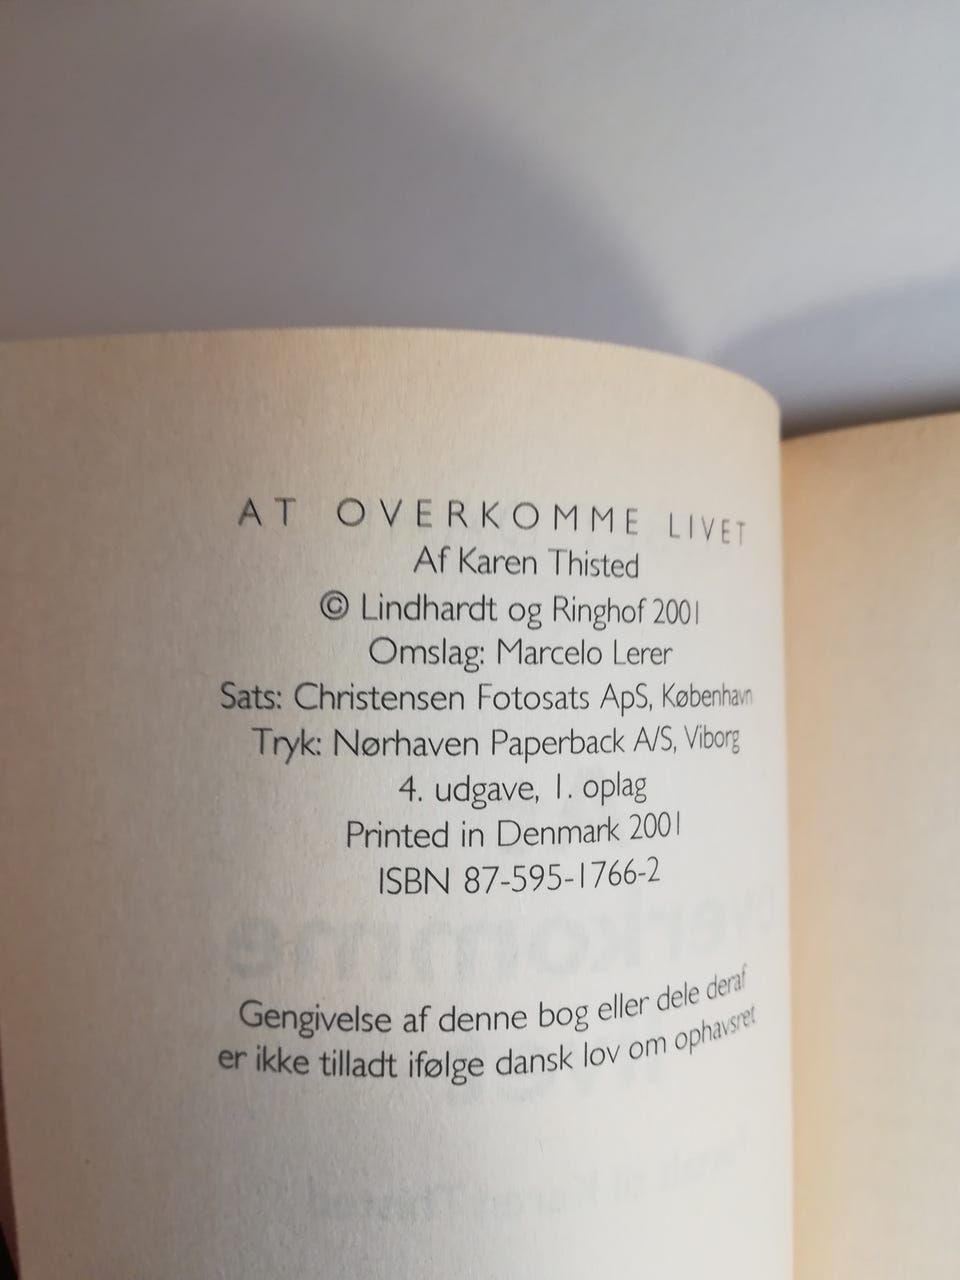 AT OVERKOMME LIVET
Af Karen Thisted
© Lindhardt og Ringhof 2001
Omslag: Marcelo Lerer
Sats: Christensen Fotosats ApS, København
Tryk: Nørhaven Paperback A/S, Viborg
4. udgave, 1. oplag
Printed in Denmark 2001
ISBN 87-595-1766-2
Gengivelse af denne bog eller dele deraf
er ikke tilladt ifølge dansk lov om ophavsret